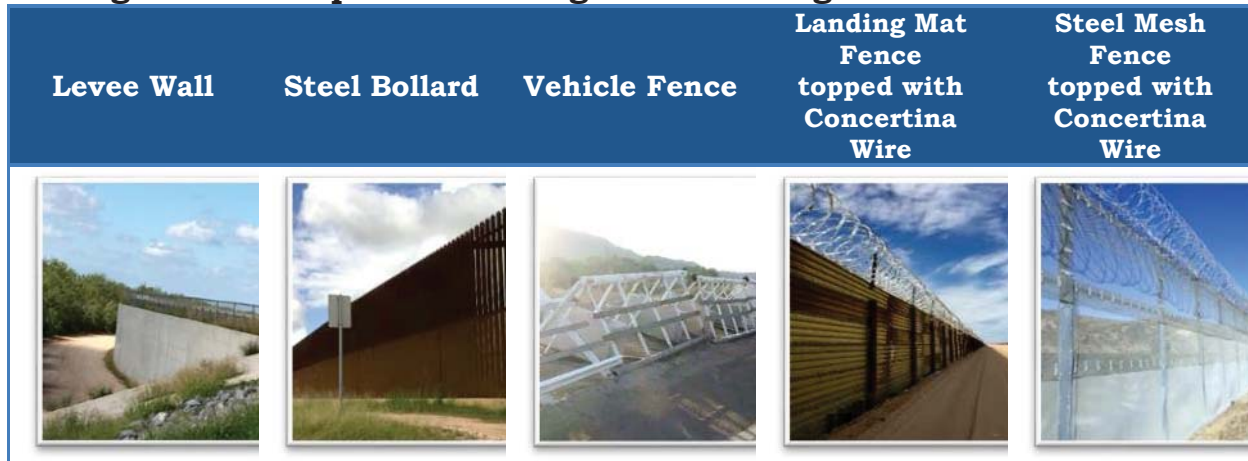 Levee Wall
Steel Bollard
Vehicle Fence
Landing Mat
Fence
topped with
Concertina
Wire
Steel Mesh
Fence
topped with
Concertina
Wire